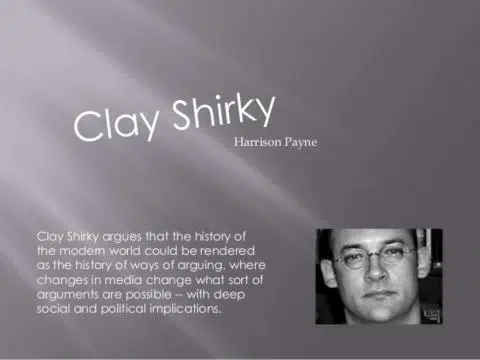 Clay Shirky
Harrison Payne
Clay Shirky argues that the history of
the modern world could be rendered
as the history of ways of arguing, where
changes in media change what sort of
arguments are possible -- with deep
social and political implications.